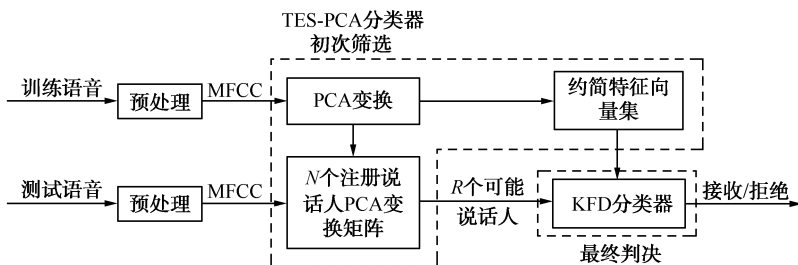 TES-PCA分类器
初次筛选
训练语音
预处理
MFCC
PCA变换
约简特征向
量集
测试语音
预处理
MFCC
N个注册说
话人PCA变
换矩阵
R个可能
说话人
KFD分类器
接收/拒绝
最终判决